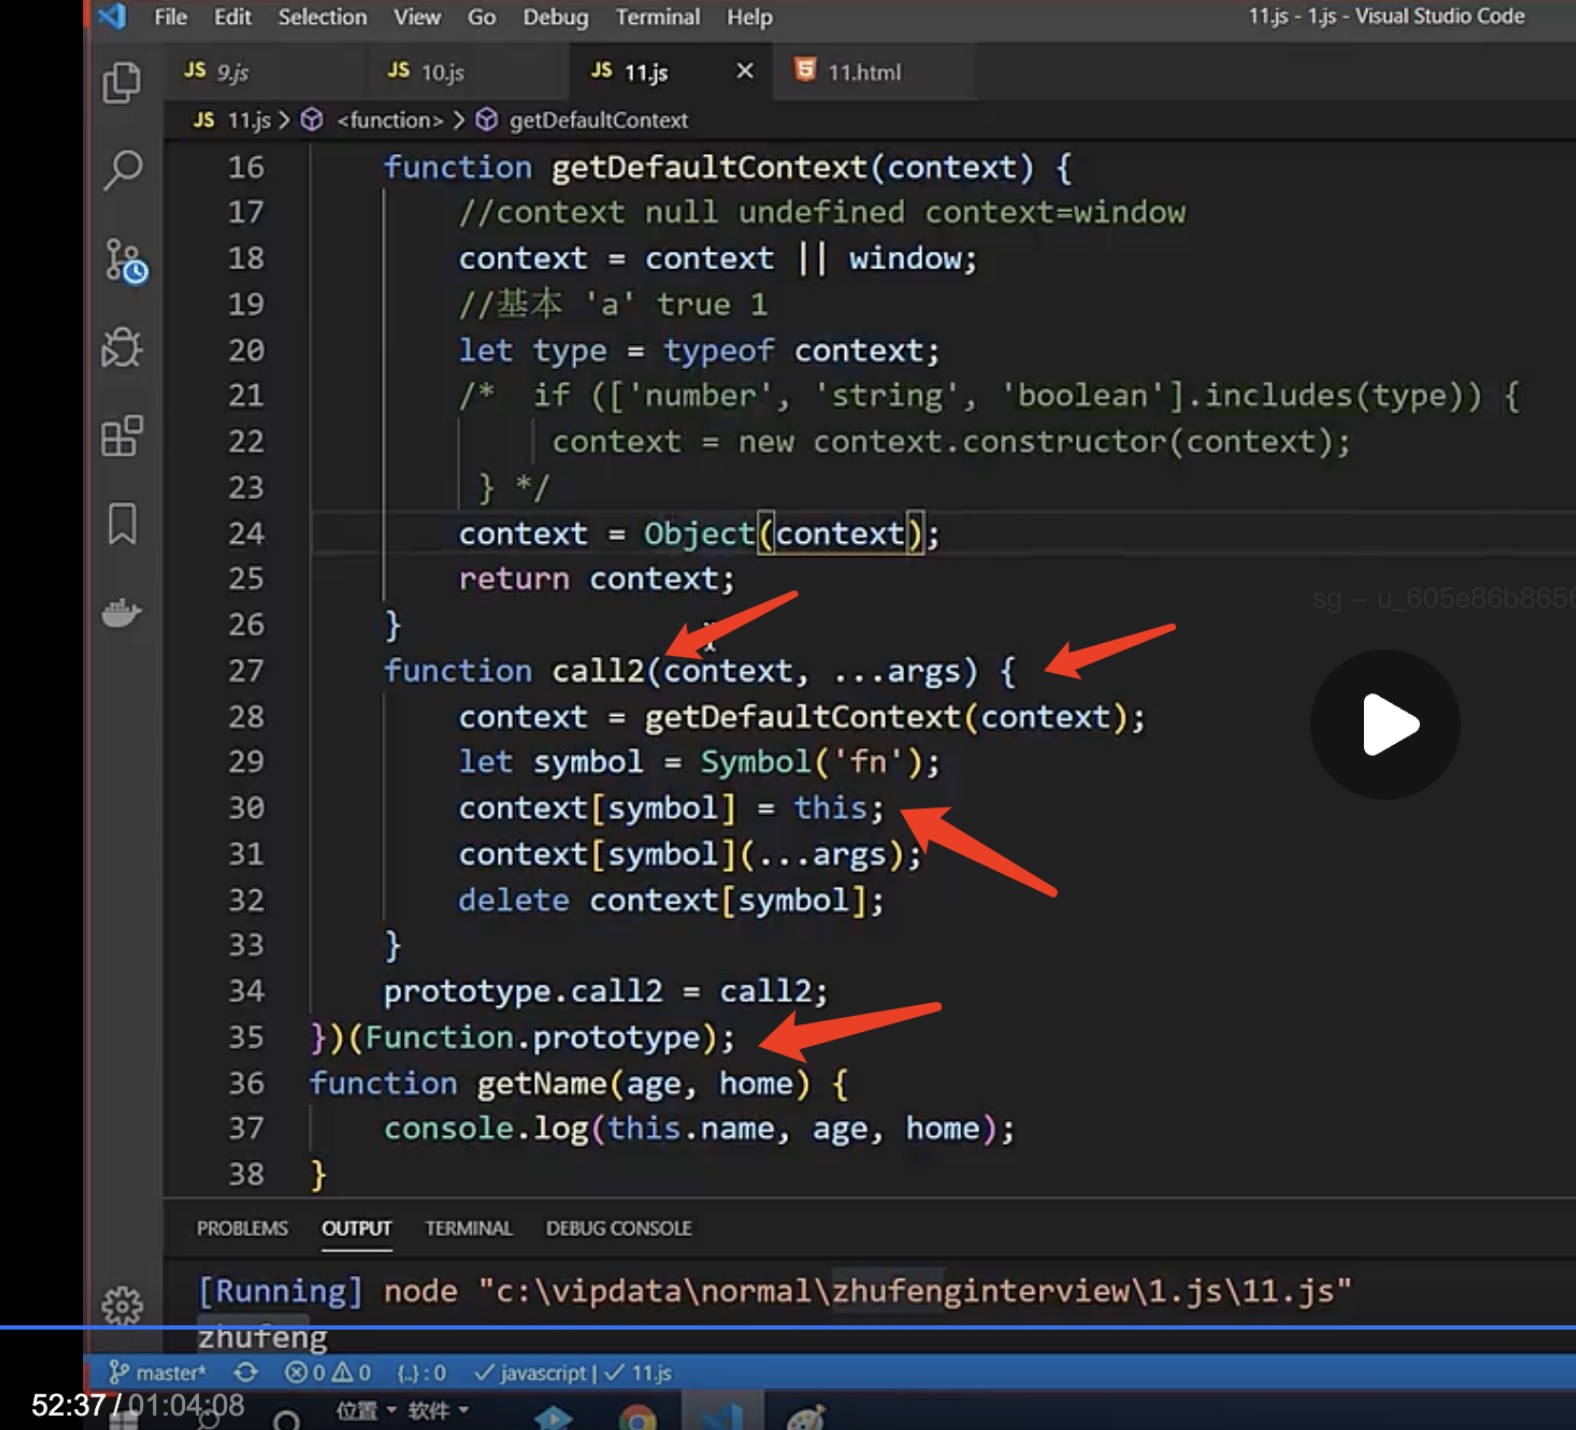 File Edit Selection View Go Debug Terminal Help 11.js - 1.js - Visual Studio Code
JS 9.js JS 10.js JS 11.js × 11.html
JS 11.js > <function> > getDefaultContext
16 function getDefaultContext(context) {
17 //context null undefined context=window
18 context = context || window;
19 //基本 'a' true 1
20 let type = typeof context;
21 /* if (['number', 'string', 'boolean'].includes(type)) {
22 context = new context.constructor(context);
23 } */
24 context = Object(context);
25 return context;
26 }
27 function call2(context, ...args) {
28 context = getDefaultContext(context);
29 let symbol = Symbol('fn');
30 context[symbol] = this;
31 context[symbol](...args);
32 delete context[symbol];
33 }
34 prototype.call2 = call2;
35 })(Function.prototype);
36 function getName(age, home) {
37 console.log(this.name, age, home);
38 }
sg – u_605e86b8656
PROBLEMS OUTPUT TERMINAL DEBUG CONSOLE
[Running] node "c:\vipdata\normal\zhufenginterview\1.js\11.js"
zhufeng
master* 0 0 {..} : 0 ✓ javascript | ✓ 11.js
52:37 / 01:04:08
位置 软件